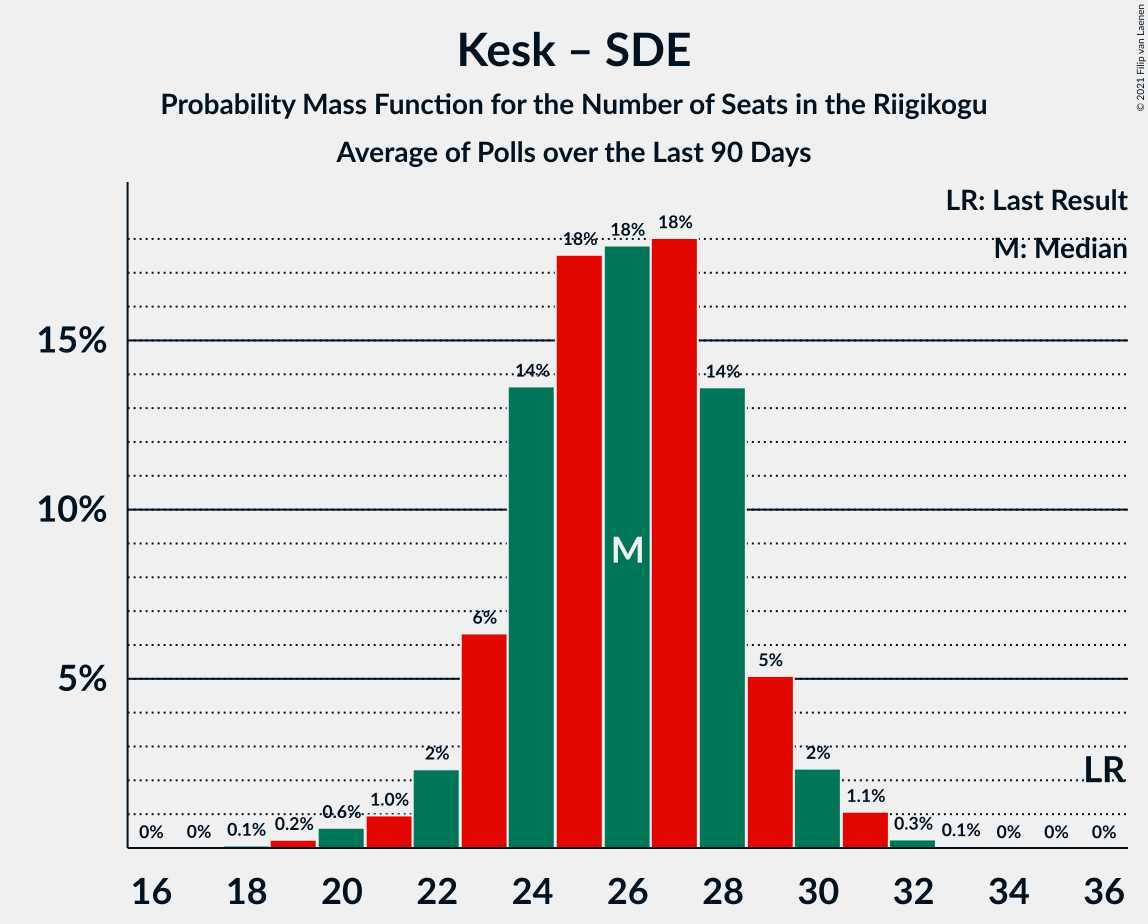 Kesk – SDE
Probability Mass Function for the Number of Seats in the Riigikogu
Average of Polls over the Last 90 Days
© 2021 Filip van Laenen
LR: Last Result
M: Median
15%
10%
5%
0% 0% 0.1% 0.2% 0.6% 1.0% 2% 6% 14% 18% 18% 18% 14% 5% 2% 1.1% 0.3% 0.1% 0% 0% 0%
M
LR
16 18 20 22 24 26 28 30 32 34 36